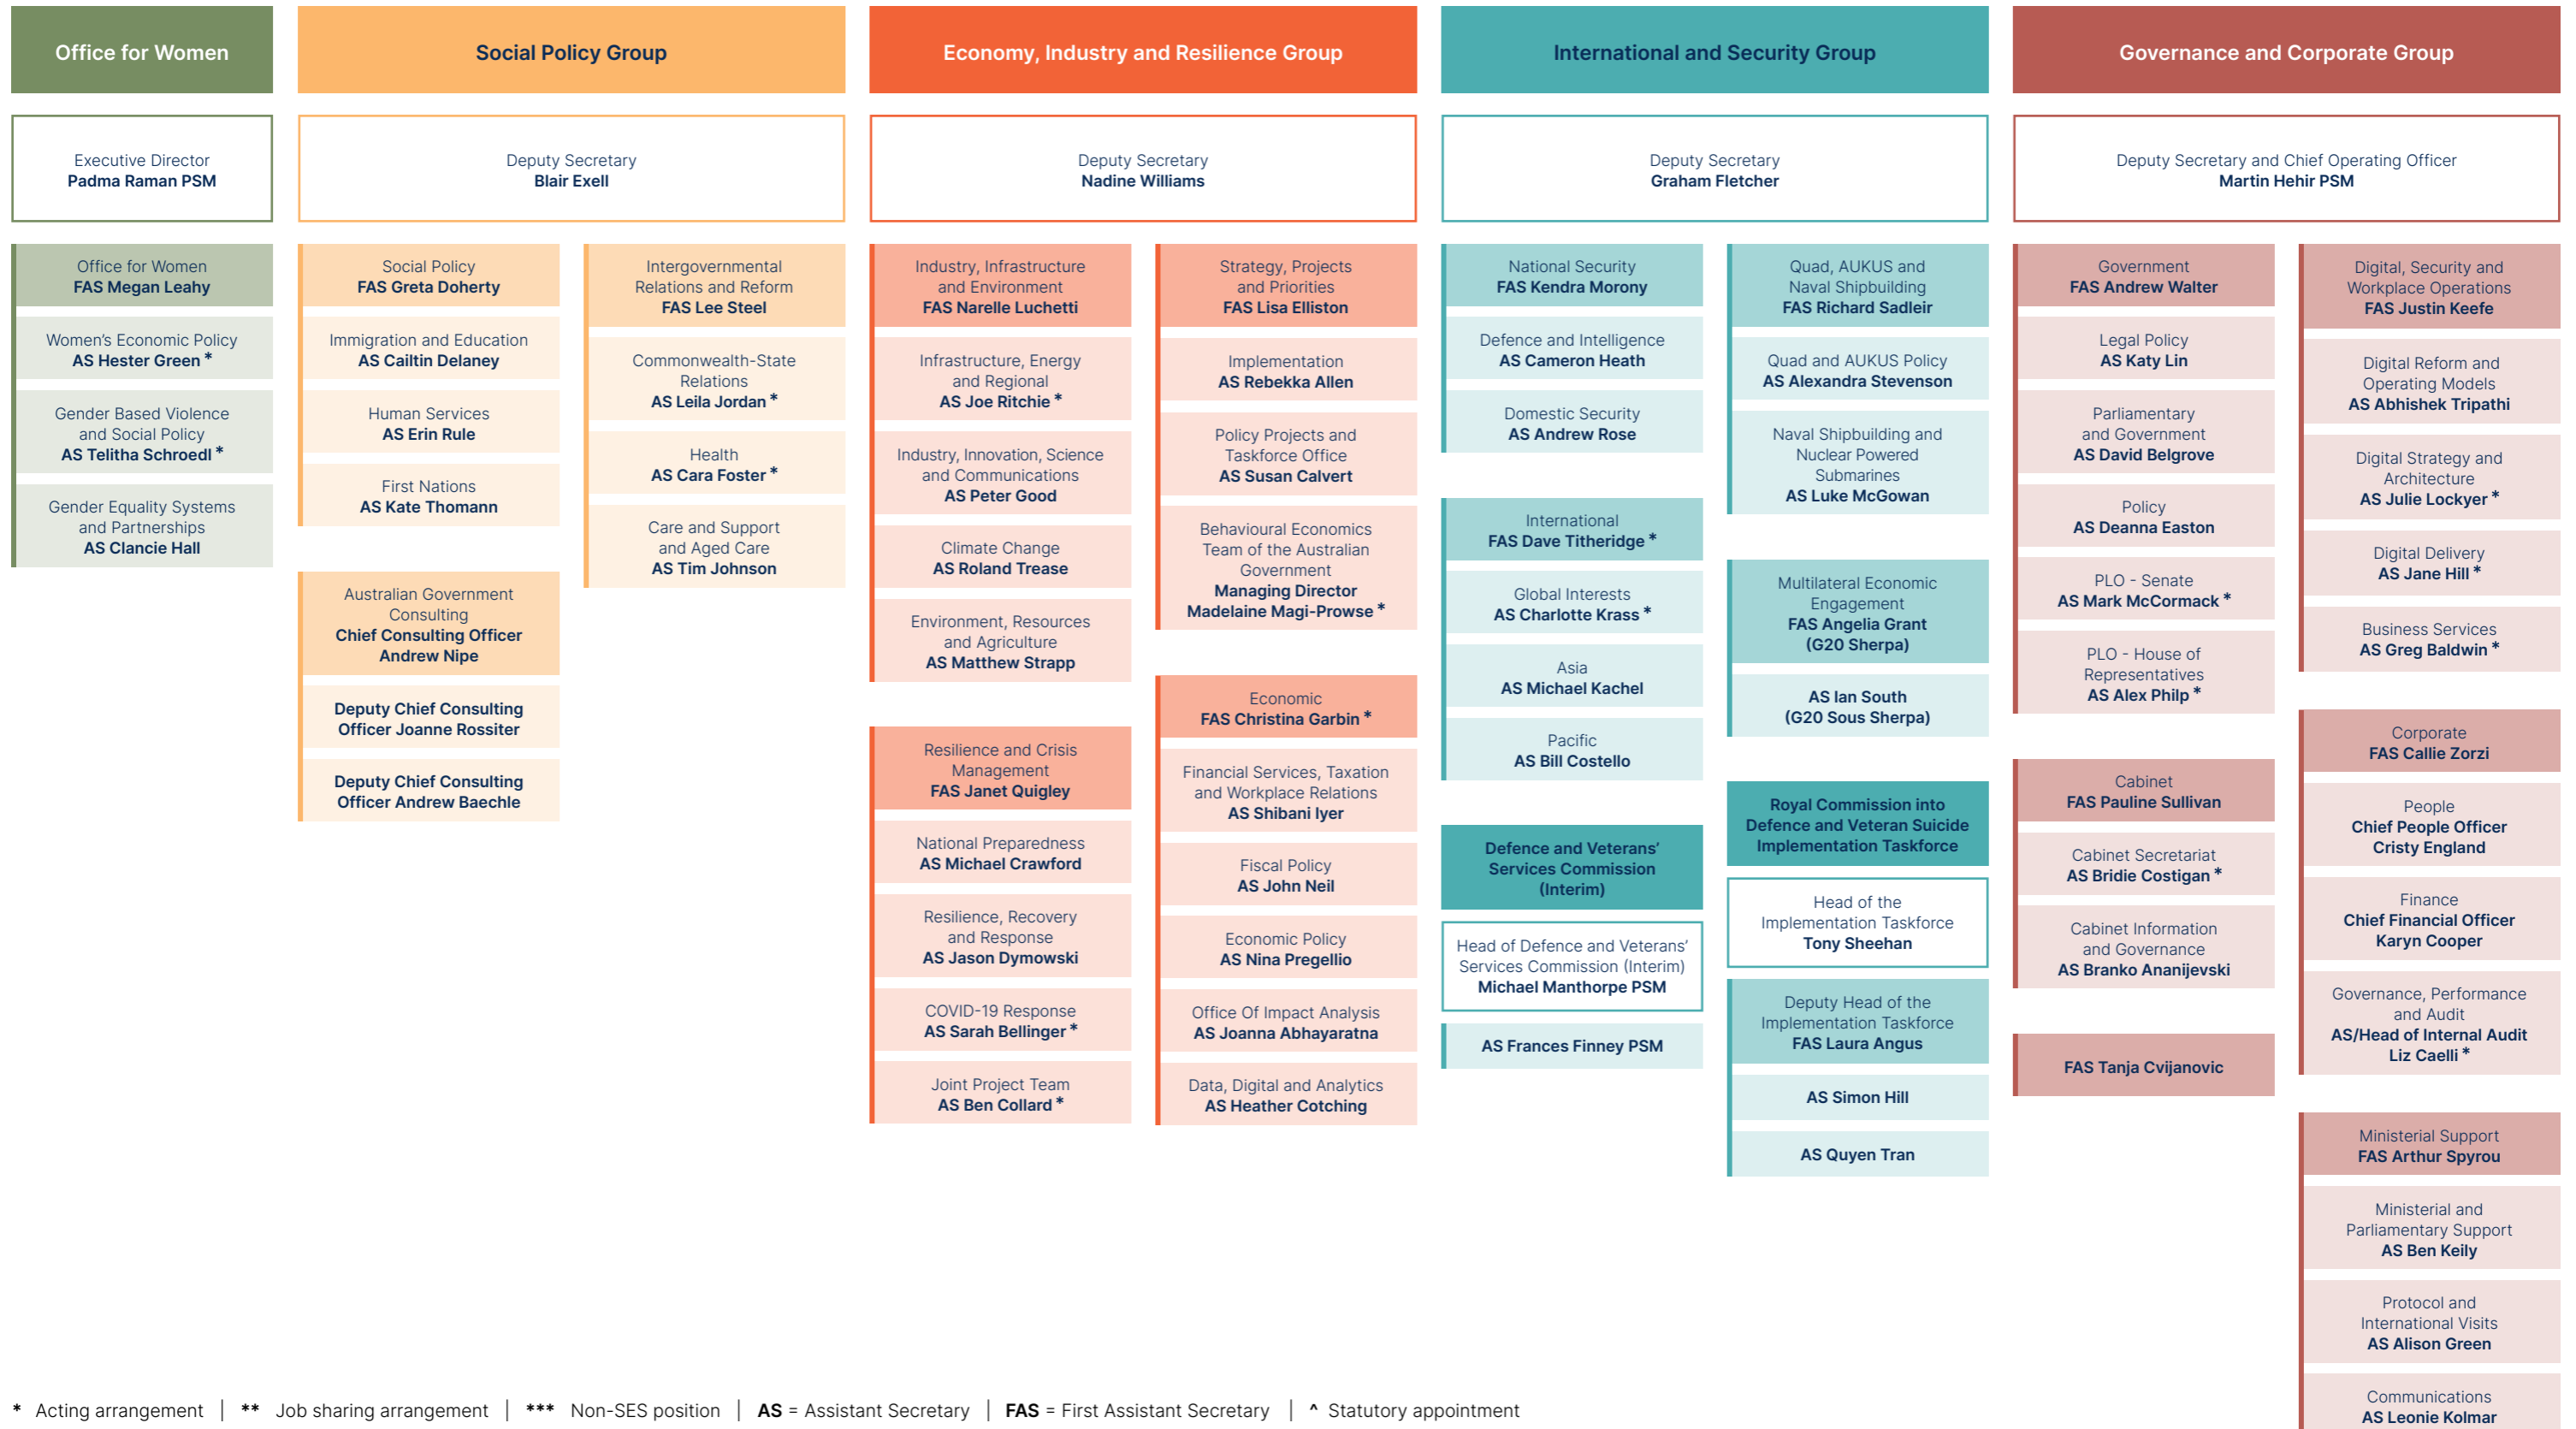 Office for Women
Executive Director
Padma Raman PSM
Office for Women
FAS Megan Leahy
Women's Economic Policy
AS Hester Green *
Gender Based Violence
and Social Policy
AS Telitha Schroedl *
Gender Equality Systems
and Partnerships
AS Clancie Hall
Social Policy Group
Deputy Secretary
Blair Exell
Social Policy
FAS Greta Doherty
Immigration and Education
AS Cailtin Delaney
Human Services
AS Erin Rule
First Nations
AS Kate Thomann
Australian Government
Consulting
Chief Consulting Officer
Andrew Nipe
Deputy Chief Consulting
Officer Joanne Rossiter
Deputy Chief Consulting
Officer Andrew Baechle
Intergovernmental
Relations and Reform
FAS Lee Steel
Commonwealth-State
Relations
AS Leila Jordan *
Health
AS Cara Foster *
Care and Support
and Aged Care
AS Tim Johnson
Economy, Industry and Resilience Group
Deputy Secretary
Nadine Williams
Industry, Infrastructure
and Environment
FAS Narelle Luchetti
Infrastructure, Energy
and Regional
AS Joe Ritchie *
Industry, Innovation, Science
and Communications
AS Peter Good
Climate Change
AS Roland Trease
Environment, Resources
and Agriculture
AS Matthew Strapp
Resilience and Crisis
Management
FAS Janet Quigley
National Preparedness
AS Michael Crawford
Resilience, Recovery
and Response
AS Jason Dymowski
COVID-19 Response
AS Sarah Bellinger *
Joint Project Team
AS Ben Collard *
Strategy, Projects
and Priorities
FAS Lisa Elliston
Implementation
AS Rebekka Allen
Policy Projects and
Taskforce Office
AS Susan Calvert
Behavioural Economics
Team of the Australian
Government
Managing Director
Madelaine Magi-Prowse *
Economic
FAS Christina Garbin *
Financial Services, Taxation
and Workplace Relations
AS Shibani Iyer
Fiscal Policy
AS John Neil
Economic Policy
AS Nina Pregellio
Office Of Impact Analysis
AS Joanna Abhayaratna
Data, Digital and Analytics
AS Heather Cotching
International and Security Group
Deputy Secretary
Graham Fletcher
National Security
FAS Kendra Morony
Defence and Intelligence
AS Cameron Heath
Domestic Security
AS Andrew Rose
International
FAS Dave Titheridge *
Global Interests
AS Charlotte Krass *
Asia
AS Michael Kachel
Pacific
AS Bill Costello
Defence and Veterans'
Services Commission
(Interim)
Head of Defence and Veterans'
Services Commission (Interim)
Michael Manthorpe PSM
AS Frances Finney PSM
Quad, AUKUS and
Naval Shipbuilding
FAS Richard Sadleir
Quad and AUKUS Policy
AS Alexandra Stevenson
Naval Shipbuilding and
Nuclear Powered
Submarines
AS Luke McGowan
Multilateral Economic
Engagement
FAS Angelia Grant
(G20 Sherpa)
AS Ian South
(G20 Sous Sherpa)
Royal Commission into
Defence and Veteran Suicide
Implementation Taskforce
Head of the
Implementation Taskforce
Tony Sheehan
Deputy Head of the
Implementation Taskforce
FAS Laura Angus
AS Simon Hill
AS Quyen Tran
Governance and Corporate Group
Deputy Secretary and Chief Operating Officer
Martin Hehir PSM
Government
FAS Andrew Walter
Legal Policy
AS Katy Lin
Parliamentary
and Government
AS David Belgrove
Policy
AS Deanna Easton
PLO - Senate
AS Mark McCormack *
PLO - House of
Representatives
AS Alex Philp *
Cabinet
FAS Pauline Sullivan
Cabinet Secretariat
AS Bridie Costigan *
Cabinet Information
and Governance
AS Branko Ananijevski
FAS Tanja Cvijanovic
Digital, Security and
Workplace Operations
FAS Justin Keefe
Digital Reform and
Operating Models
AS Abhishek Tripathi
Digital Strategy and
Architecture
AS Julie Lockyer *
Digital Delivery
AS Jane Hill *
Business Services
AS Greg Baldwin *
Corporate
FAS Callie Zorzi
People
Chief People Officer
Cristy England
Finance
Chief Financial Officer
Karyn Cooper
Governance, Performance
and Audit
AS/Head of Internal Audit
Liz Caelli *
Ministerial Support
FAS Arthur Spyrou
Ministerial and
Parliamentary Support
AS Ben Keily
Protocol and
International Visits
AS Alison Green
Communications
AS Leonie Kolmar
* Acting arrangement | ** Job sharing arrangement | *** Non-SES position | AS = Assistant Secretary | FAS = First Assistant Secretary | ^ Statutory appointment